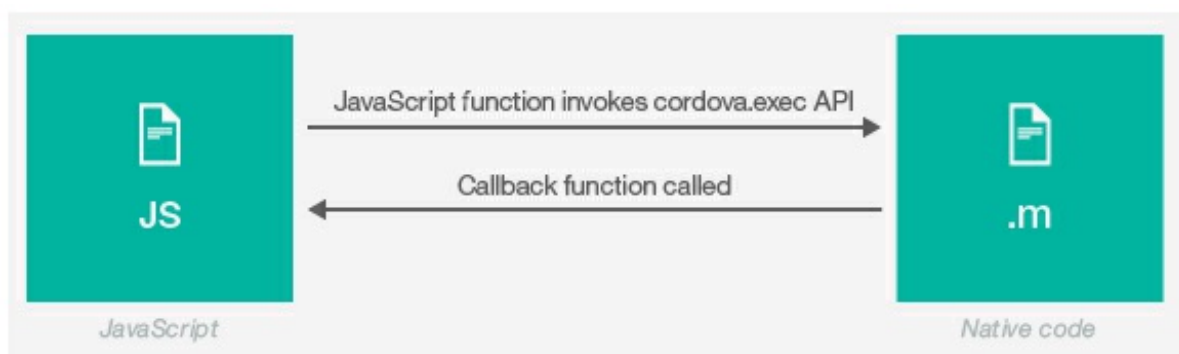 JavaScript function invokes cordova.exec API
Callback function called
JS
.m
JavaScript
Native code